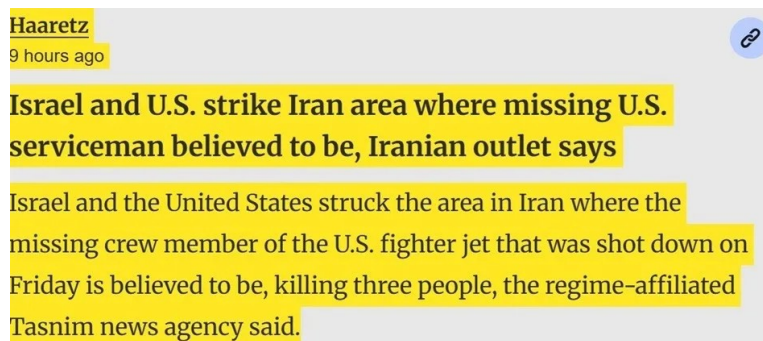 Haaretz
9 hours ago
Israel and U.S. strike Iran area where missing U.S.
serviceman believed to be, Iranian outlet says
Israel and the United States struck the area in Iran where the
missing crew member of the U.S. fighter jet that was shot down on
Friday is believed to be, killing three people, the regime-affiliated
Tasnim news agency said.